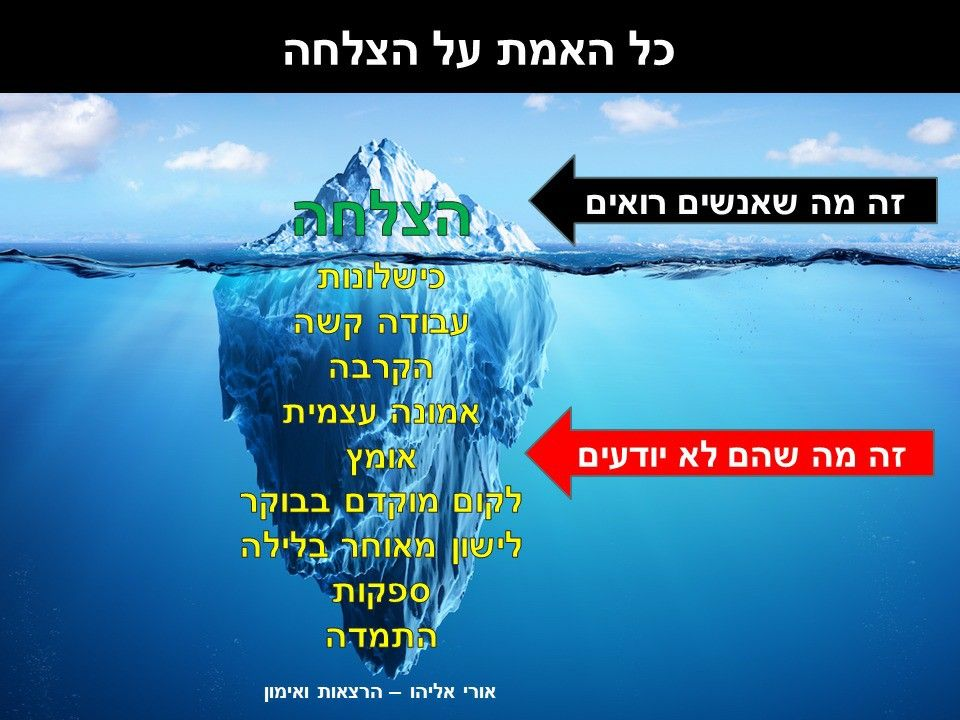 כל האמת על הצלחה
זה מה שאנשים רואים
הצלחה
כישלונות
עבודה קשה
הקרבה
אמונה עצמית
אומץ
זה מה שהם לא יודעים
לקום מוקדם בבוקר
לישון מאוחר בלילה
ספקות
התמדה
אורי אליהו – הרצאות ואימון